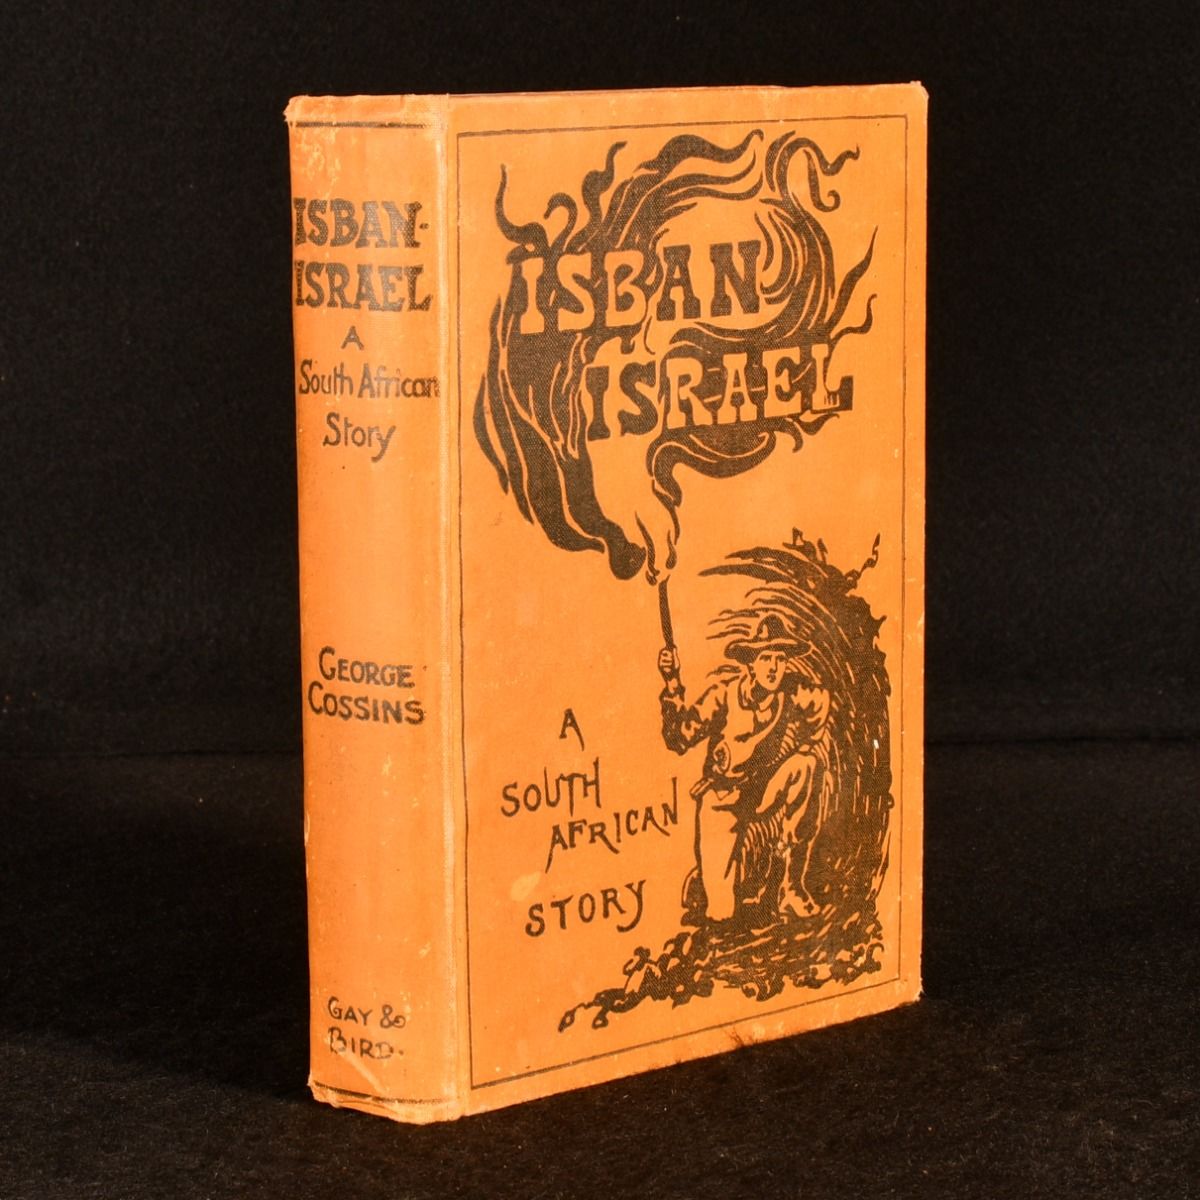 ISBAN-
ISRAEL
A
South African
Story
GEORGE
COSSINS
GAY &
BIRD.
ISBAN
ISRAEL
A
SOUTH
AFRICAN
STORY